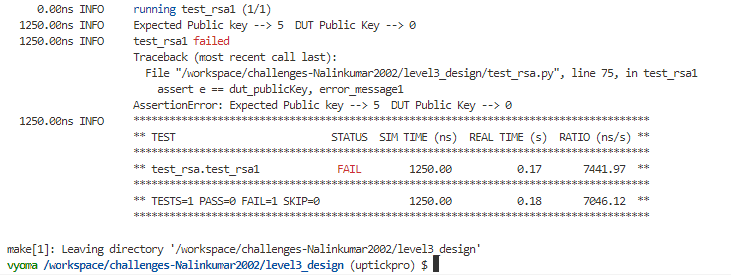 0.00ns INFO     running test_rsa1 (1/1)
1250.00ns INFO     Expected Public key --> 5  DUT Public Key --> 0
1250.00ns INFO     test_rsa1 failed
Traceback (most recent call last):
File "/workspace/challenges-Nalinkumar2002/level3_design/test_rsa.py", line 75, in test_rsa1
assert e == dut_publicKey, error_message1
AssertionError: Expected Public key --> 5  DUT Public Key --> 0
1250.00ns INFO     **************************************************************************************
** TEST                          STATUS  SIM TIME (ns)  REAL TIME (s)  RATIO (ns/s) **
**************************************************************************************
** test_rsa.test_rsa1             FAIL        1250.00           0.17       7441.97  **
**************************************************************************************
** TESTS=1 PASS=0 FAIL=1 SKIP=0               1250.00           0.18       7046.12  **
**************************************************************************************
make[1]: Leaving directory '/workspace/challenges-Nalinkumar2002/level3_design'
vyoma /workspace/challenges-Nalinkumar2002/level3_design (uptickpro) $